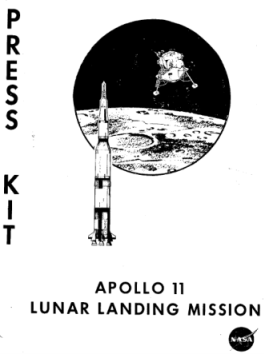 PRESS KIT
APOLLO 11
LUNAR LANDING MISSION
NASA